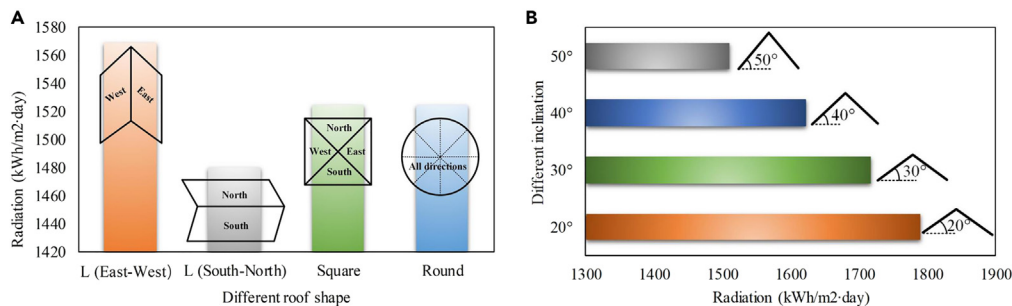 A
1580
1560
1540
1520
1500
1480
1460
1440
1420
Radiation (kWh/m2·day)
West
East
North
South
North
West East
South
All directions
L (East-West)
L (South-North)
Square
Round
Different roof shape
B
50°
40°
30°
20°
Different inclination
50°
40°
30°
20°
1300
1400
1500
1600
1700
1800
1900
Radiation (kWh/m2·day)